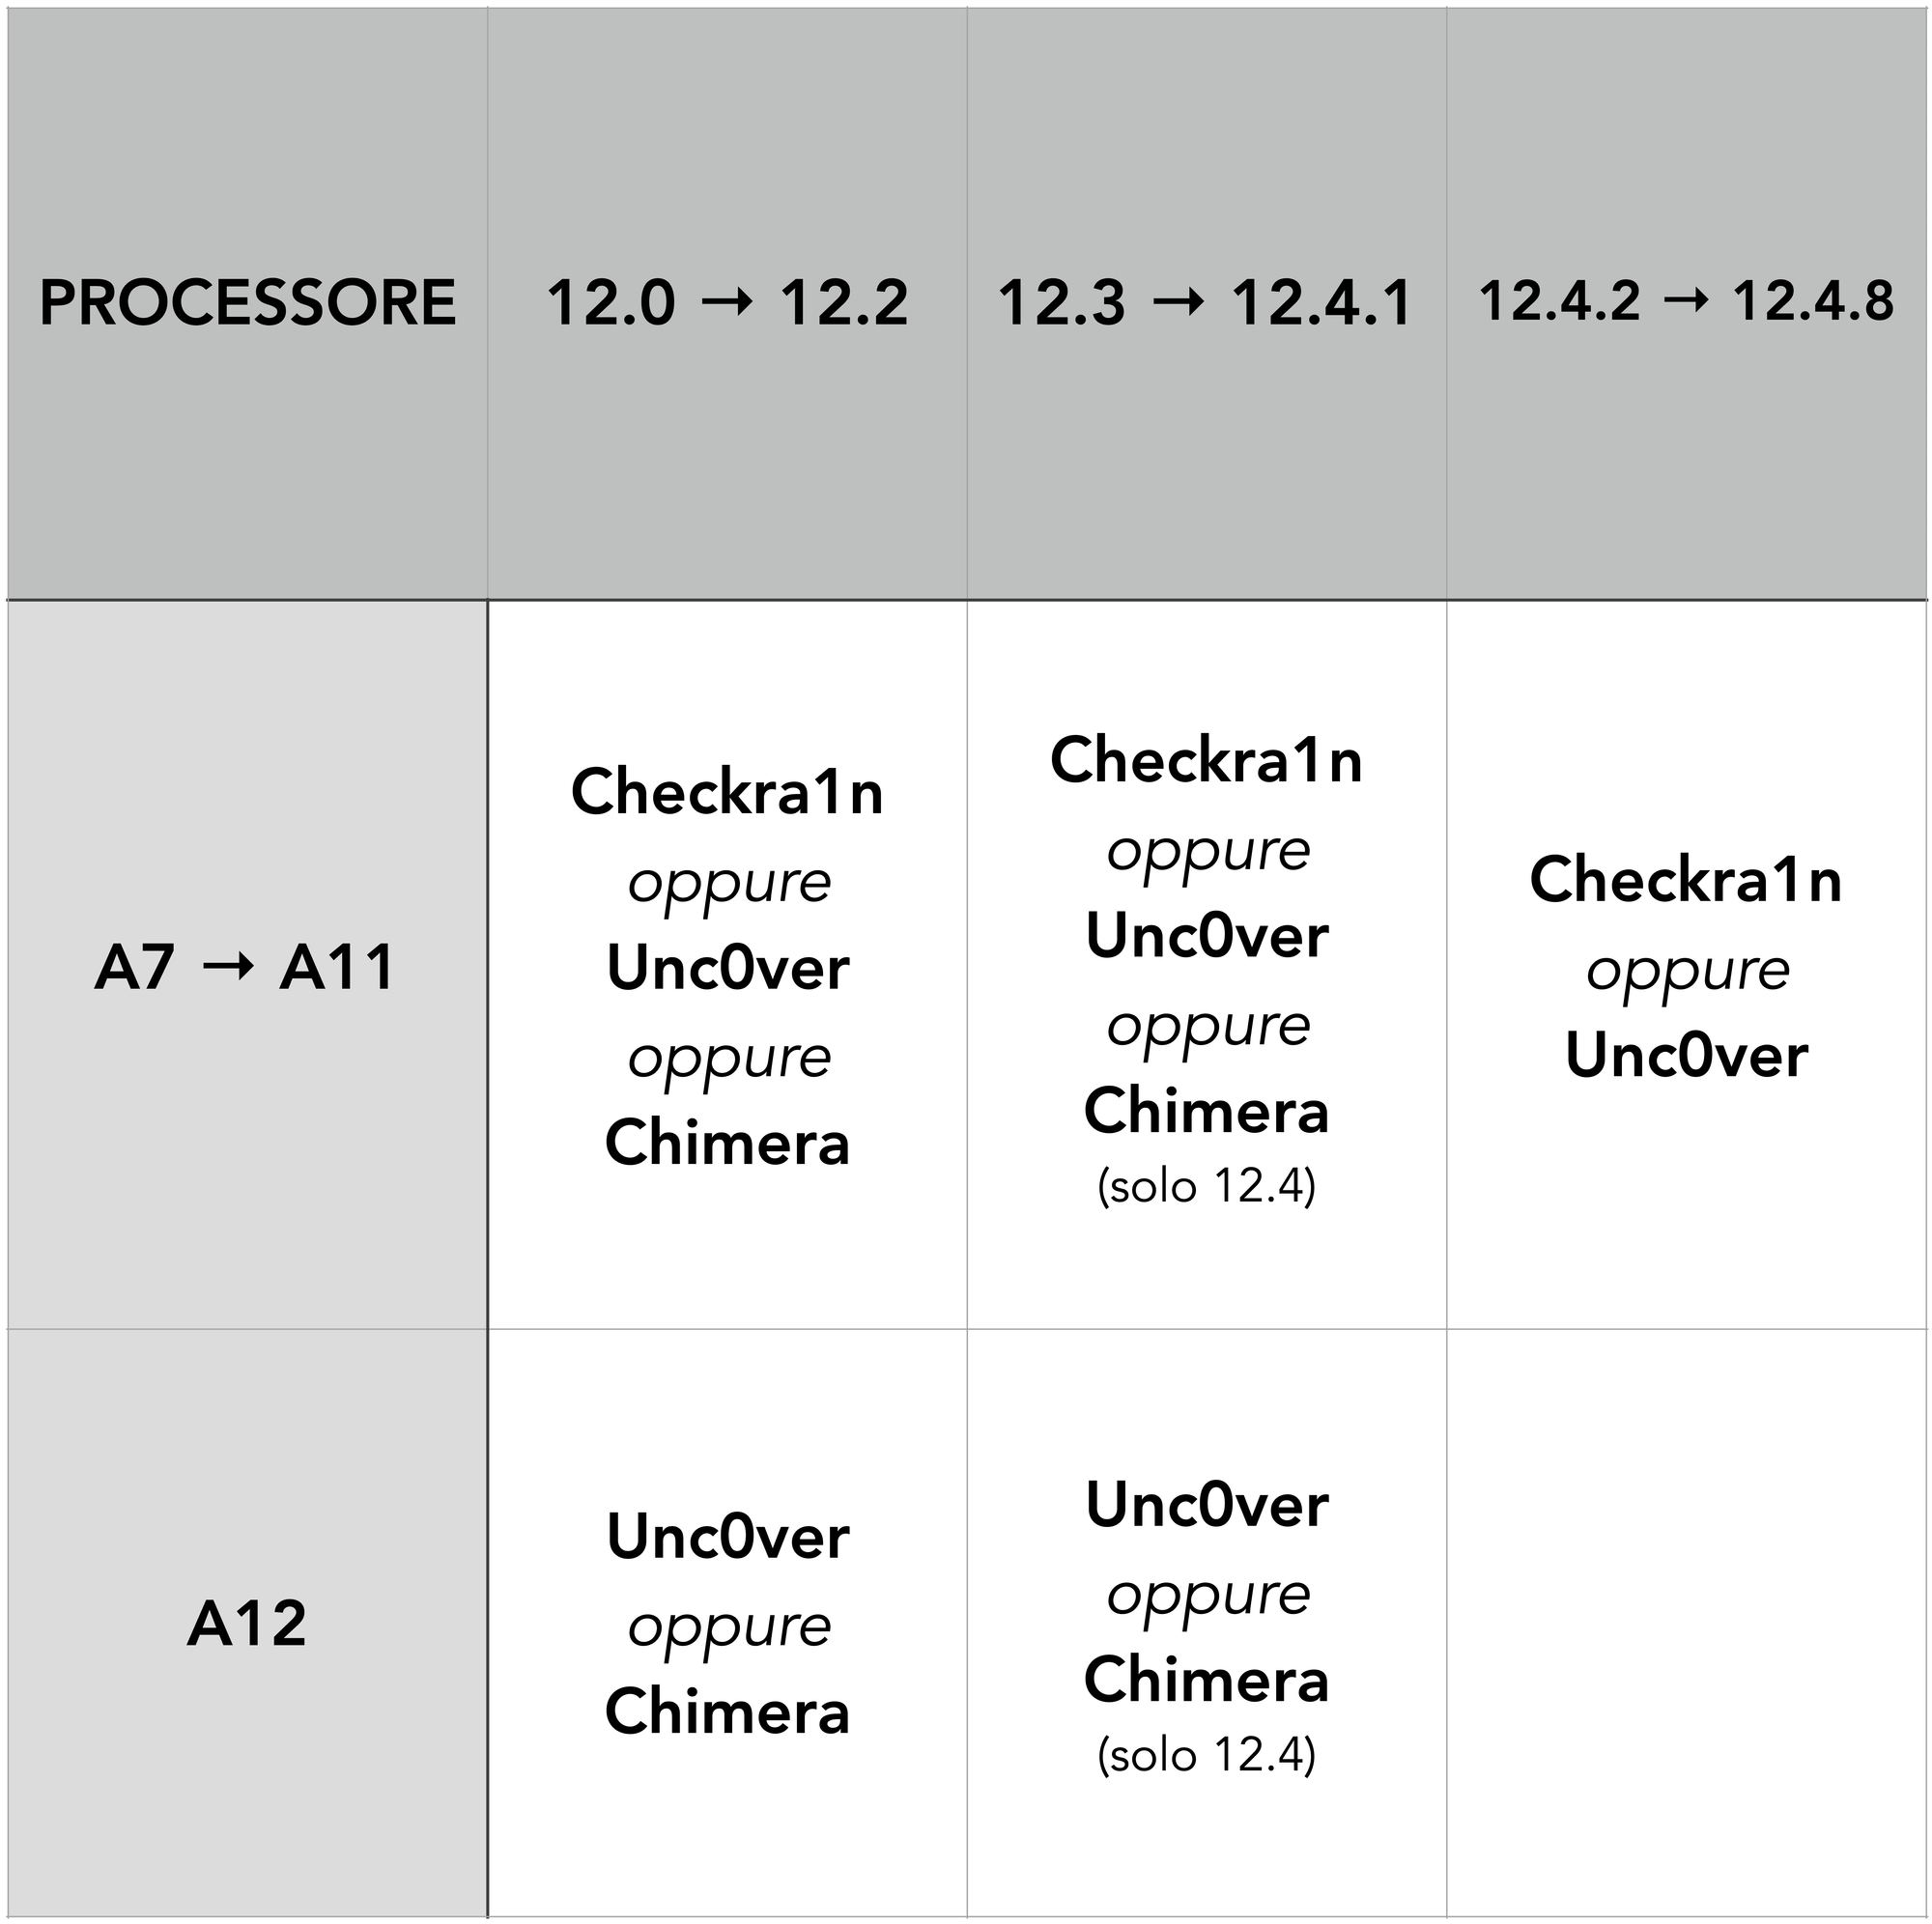 PROCESSORE
12.0 → 12.2
12.3 → 12.4.1
12.4.2 → 12.4.8
A7 → A11
Checkra1n
oppure
Unc0ver
oppure
Chimera
Checkra1n
oppure
Unc0ver
oppure
Chimera
(solo 12.4)
Checkra1n
oppure
Unc0ver
A12
Unc0ver
oppure
Chimera
Unc0ver
oppure
Chimera
(solo 12.4)